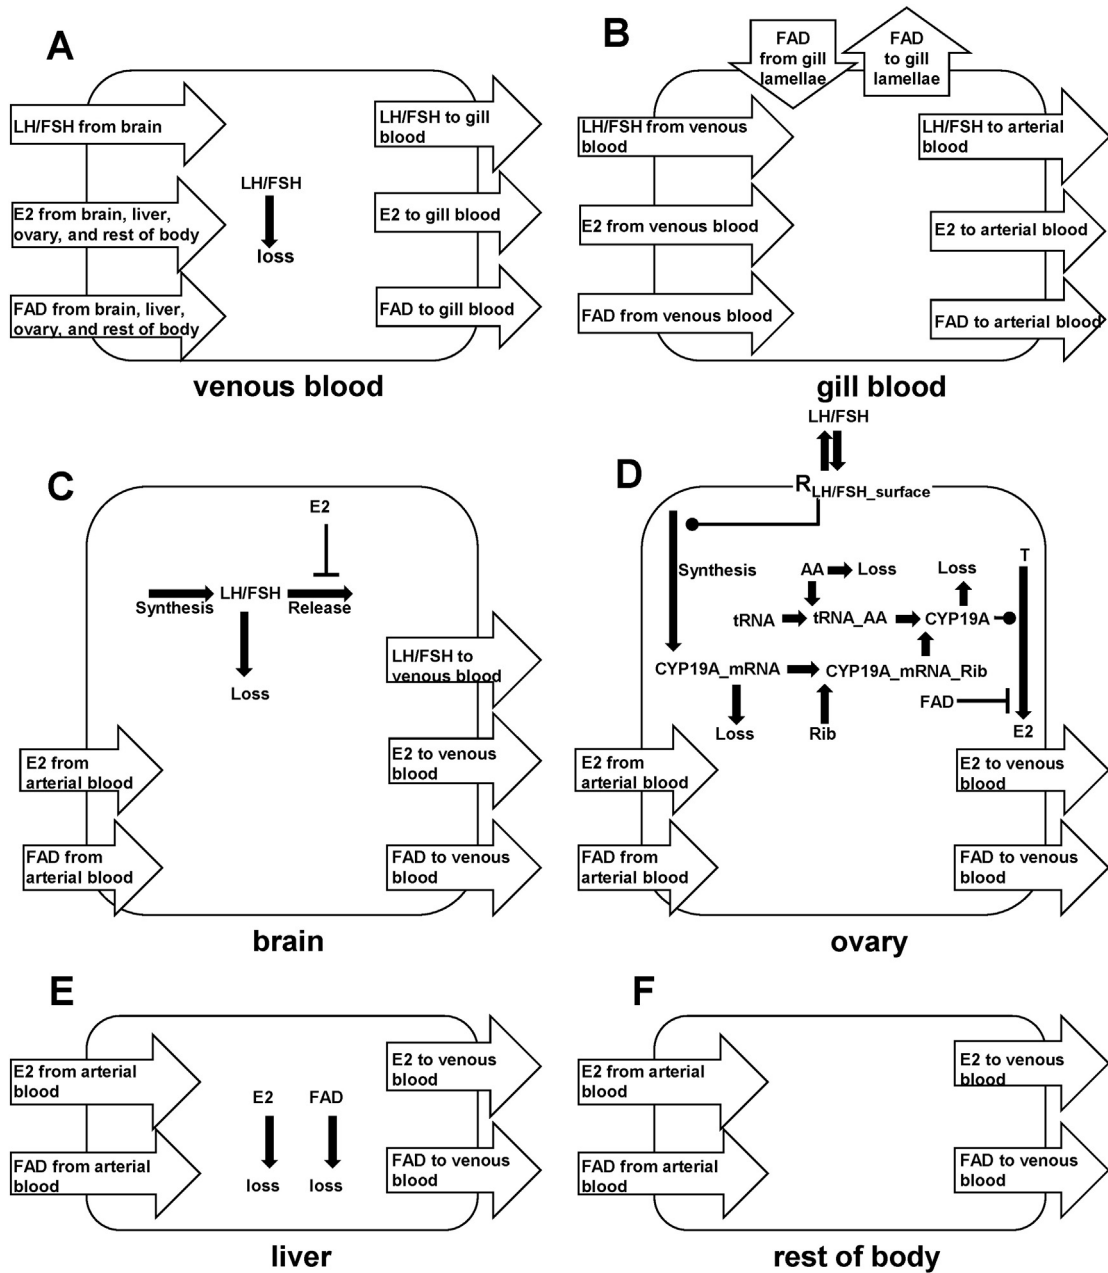 A
LH/FSH from brain
E2 from brain, liver,
ovary, and rest of body
FAD from brain, liver,
ovary, and rest of body
LH/FSH
loss
LH/FSH to gill
blood
E2 to gill blood
FAD to gill blood
venous blood
B
FAD
from gill
lamellae
FAD
to gill
lamellae
LH/FSH from venous
blood
E2 from venous blood
FAD from venous blood
LH/FSH to arterial
blood
E2 to arterial blood
FAD to arterial blood
gill blood
C
E2
Synthesis
LH/FSH
Release
Loss
E2 from
arterial blood
FAD from
arterial blood
LH/FSH to
venous blood
E2 to venous
blood
FAD to venous
blood
brain
D
LH/FSH
RLH/FSH_surface
Synthesis
AA
Loss
Loss
T
tRNA
tRNA_AA
CYP19A
CYP19A_mRNA
CYP19A_mRNA_Rib
FAD
Loss
Rib
E2
E2 from
arterial blood
FAD from
arterial blood
E2 to venous
blood
FAD to venous
blood
ovary
E
E2 from arterial
blood
FAD from arterial
blood
E2
FAD
loss
loss
E2 to venous
blood
FAD to venous
blood
liver
F
E2 from arterial
blood
FAD from arterial
blood
E2 to venous
blood
FAD to venous
blood
rest of body